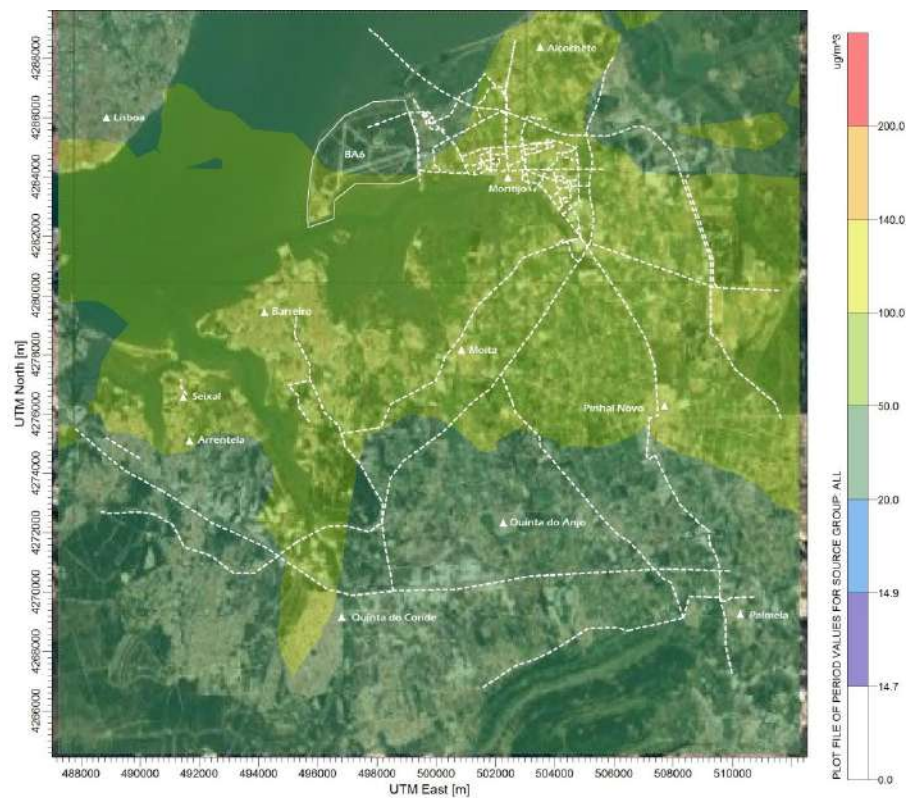 ug/m^3
200.0
140.0
100.0
50.0
20.0
14.9
14.7
0.0
PLOT FILE OF PERIOD VALUES FOR SOURCE GROUP: ALL
UTM North [m]
4288000
4286000
4284000
4282000
4280000
4278000
4276000
4274000
4272000
4270000
4268000
4266000
Alcochete
Lisboa
BA6
Montijo
Barreiro
Moita
Seixal
Pinhal Novo
Arrentela
Quinta do Anjo
Quinta do Conde
Palmela
488000 490000 492000 494000 496000 498000 500000 502000 504000 506000 508000 510000
UTM East [m]